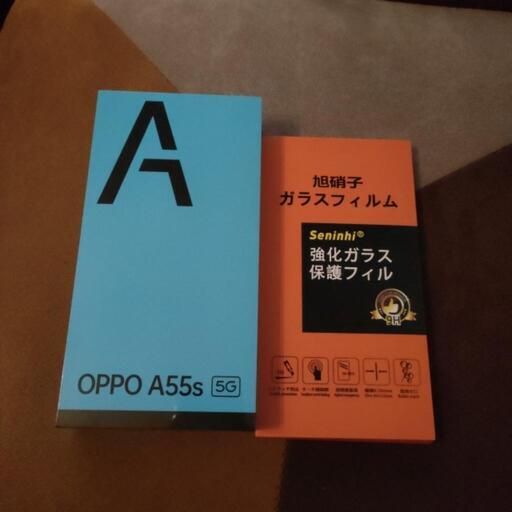 A
OPPO A55s 5G
旭硝子
ガラスフィルム
Seninhi®
強化ガラス
保護フィル
9H